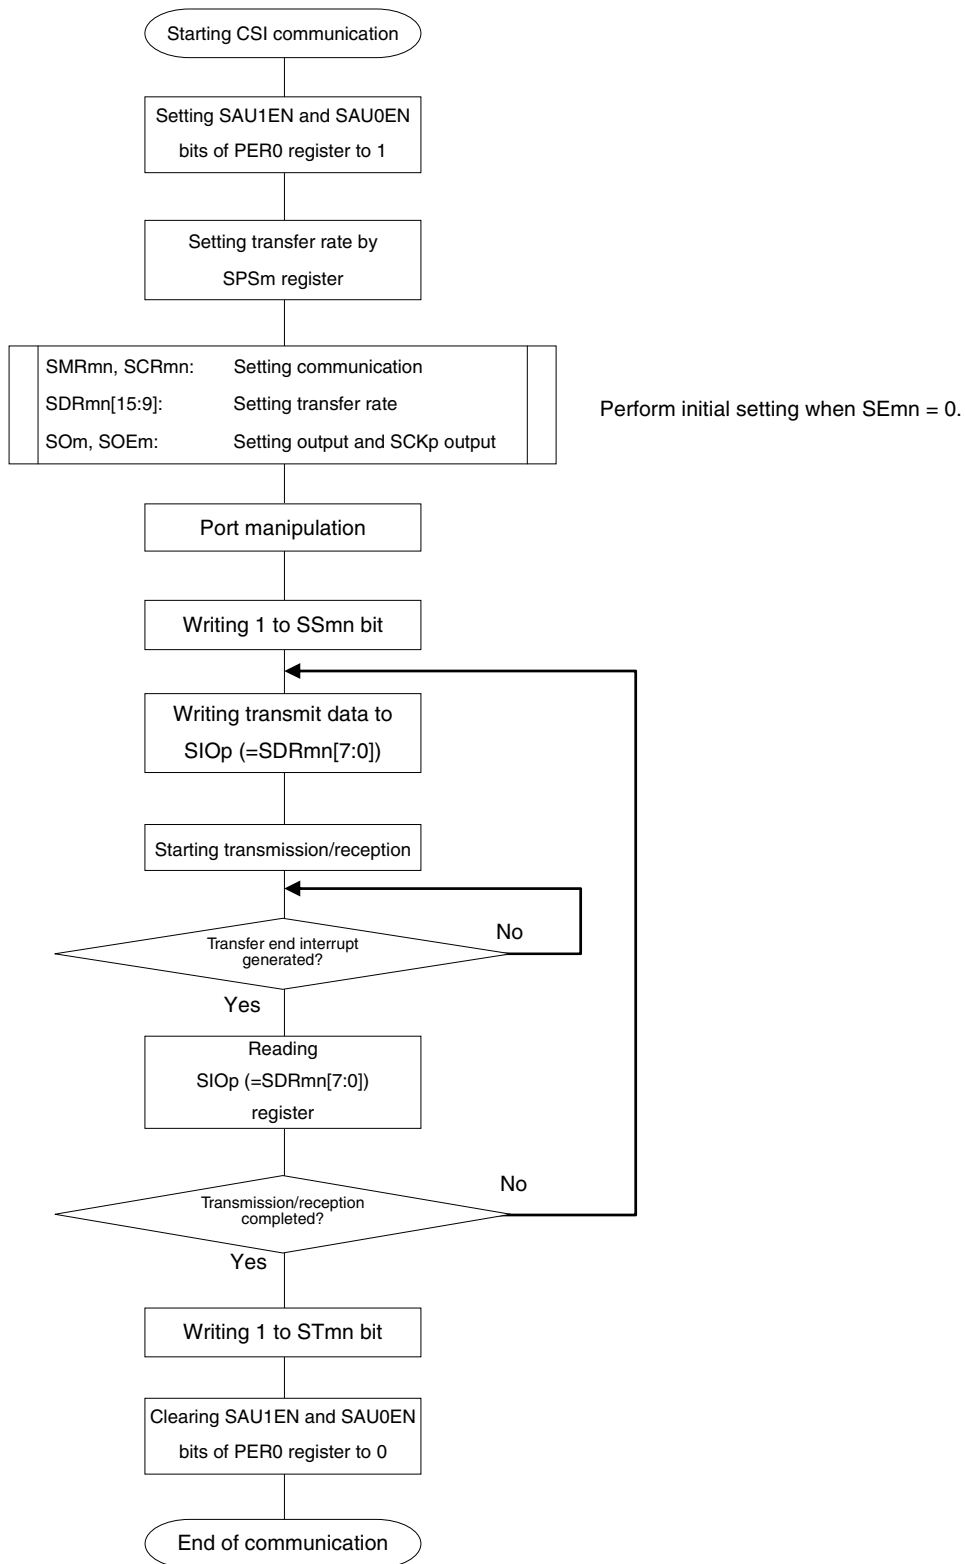 Starting CSI communication
Setting SAU1EN and SAU0EN
bits of PER0 register to 1
Setting transfer rate by
SPSm register
SMRmn, SCRmn: Setting communication
SDRmn[15:9]: Setting transfer rate
SOm, SOEm: Setting output and SCKp output
Perform initial setting when SEmn = 0.
Port manipulation
Writing 1 to SSmn bit
Writing transmit data to
SIOp (=SDRmn[7:0])
Starting transmission/reception
Transfer end interrupt
generated?
No
Yes
Reading
SIOp (=SDRmn[7:0])
register
Transmission/reception
completed?
No
Yes
Writing 1 to STmn bit
Clearing SAU1EN and SAU0EN
bits of PER0 register to 0
End of communication